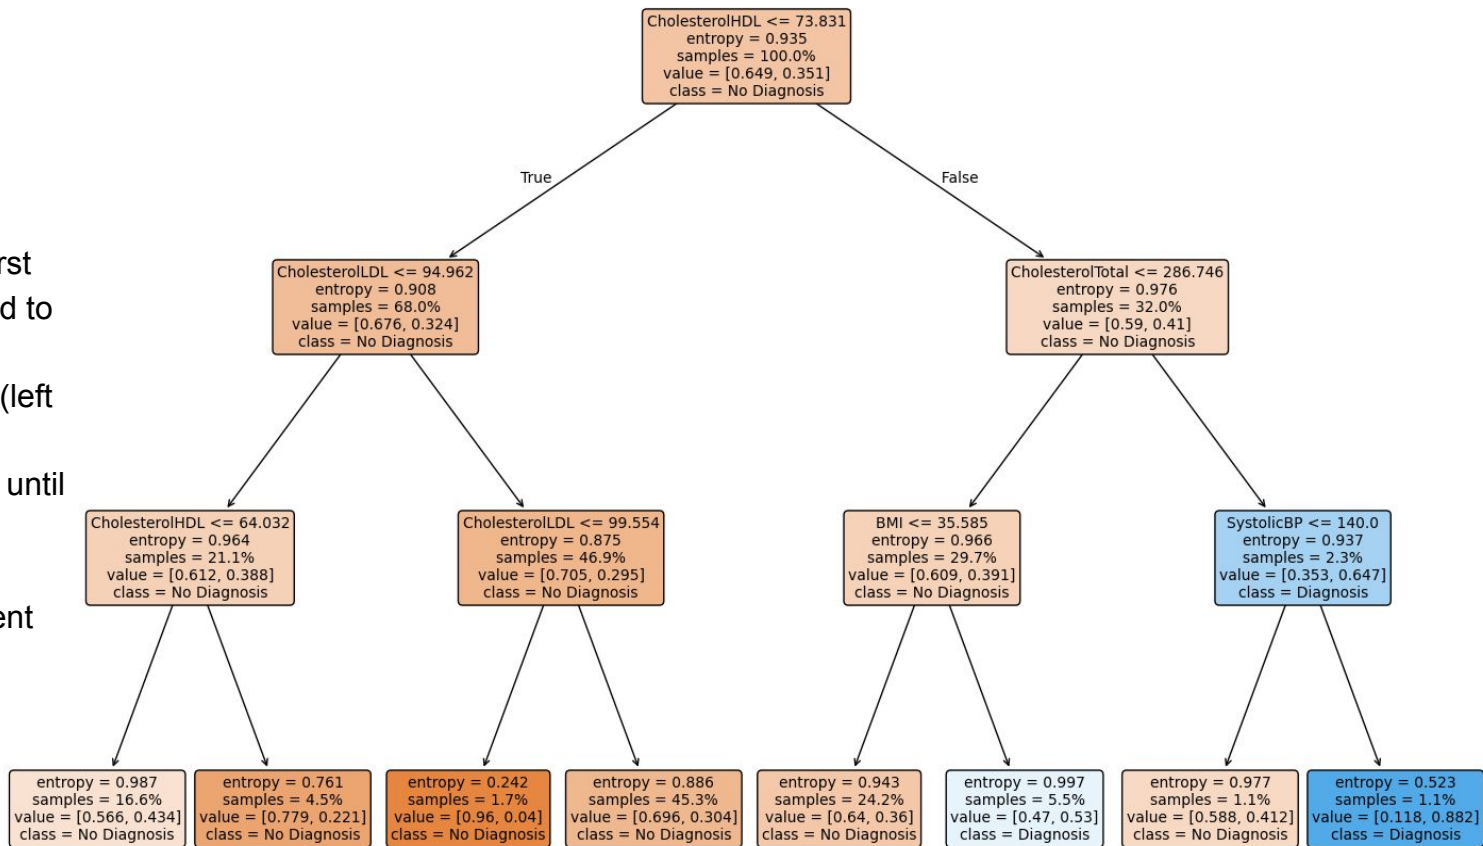 CholesterolHDL <= 73.831
entropy = 0.935
samples = 100.0%
value = [0.649, 0.351]
class = No Diagnosis
True
False
rst
d to
(left
until
ent
CholesterolLDL <= 94.962
entropy = 0.908
samples = 68.0%
value = [0.676, 0.324]
class = No Diagnosis
CholesterolTotal <= 286.746
entropy = 0.976
samples = 32.0%
value = [0.59, 0.41]
class = No Diagnosis
CholesterolHDL <= 64.032
entropy = 0.964
samples = 21.1%
value = [0.612, 0.388]
class = No Diagnosis
CholesterolLDL <= 99.554
entropy = 0.875
samples = 46.9%
value = [0.705, 0.295]
class = No Diagnosis
BMI <= 35.585
entropy = 0.966
samples = 29.7%
value = [0.609, 0.391]
class = No Diagnosis
SystolicBP <= 140.0
entropy = 0.937
samples = 2.3%
value = [0.353, 0.647]
class = Diagnosis
entropy = 0.987
samples = 16.6%
value = [0.566, 0.434]
class = No Diagnosis
entropy = 0.761
samples = 4.5%
value = [0.779, 0.221]
class = No Diagnosis
entropy = 0.242
samples = 1.7%
value = [0.96, 0.04]
class = No Diagnosis
entropy = 0.886
samples = 45.3%
value = [0.696, 0.304]
class = No Diagnosis
entropy = 0.943
samples = 24.2%
value = [0.64, 0.36]
class = No Diagnosis
entropy = 0.997
samples = 5.5%
value = [0.47, 0.53]
class = Diagnosis
entropy = 0.977
samples = 1.1%
value = [0.588, 0.412]
class = No Diagnosis
entropy = 0.523
samples = 1.1%
value = [0.118, 0.882]
class = Diagnosis